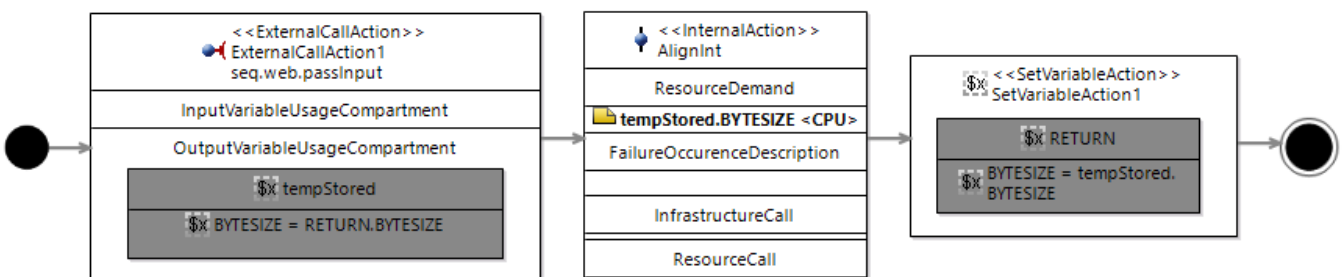 <<ExternalCallAction>>
ExternalCallAction1
seq.web.passInput
InputVariableUsageCompartment
OutputVariableUsageCompartment
$x tempStored
$x BYTESIZE = RETURN.BYTESIZE
<<InternalAction>>
AlignInt
ResourceDemand
tempStored.BYTESIZE <CPU>
FailureOccurenceDescription
InfrastructureCall
ResourceCall
$x <<SetVariableAction>>
SetVariableAction1
$x RETURN
$x BYTESIZE = tempStored.
BYTESIZE